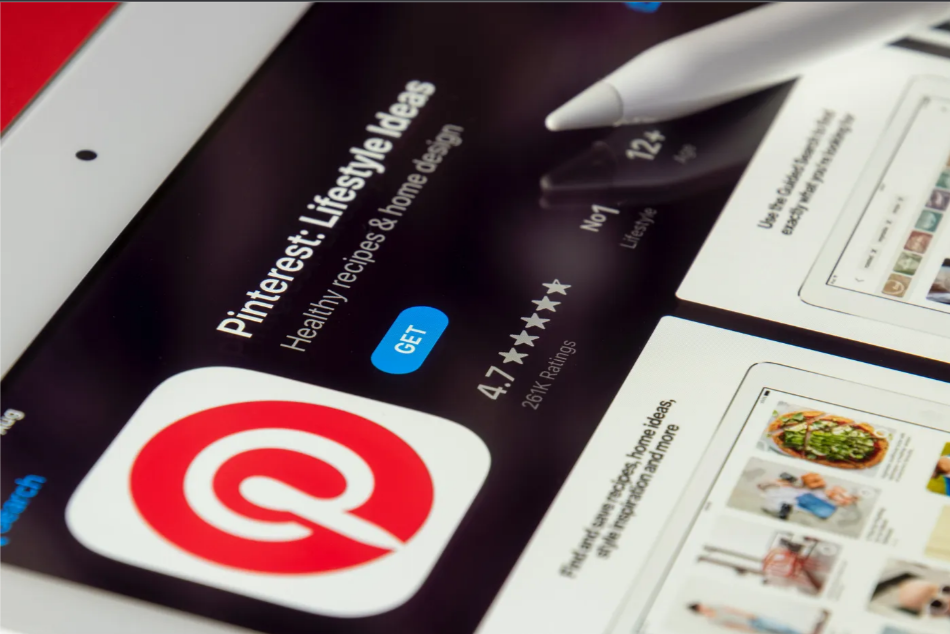 Pinterest: Lifestyle Ideas
Healthy recipes & home design
GET
4.7
261K Ratings
No1
Lifestyle
12+
Age
Use the Guided Search to find
exactly what you're looking for
Find and save recipes, home ideas,
style inspiration and more